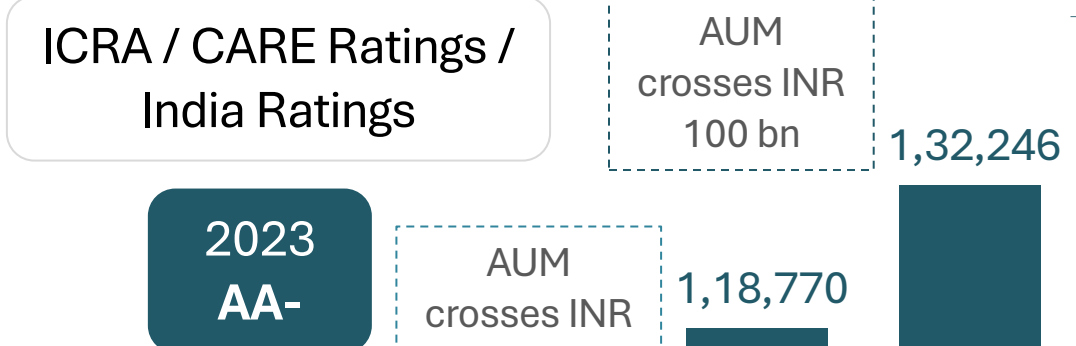 ICRA / CARE Ratings /
India Ratings
AUM
crosses INR
100 bn
1,32,246
2023
AA-
AUM
crosses INR
1,18,770